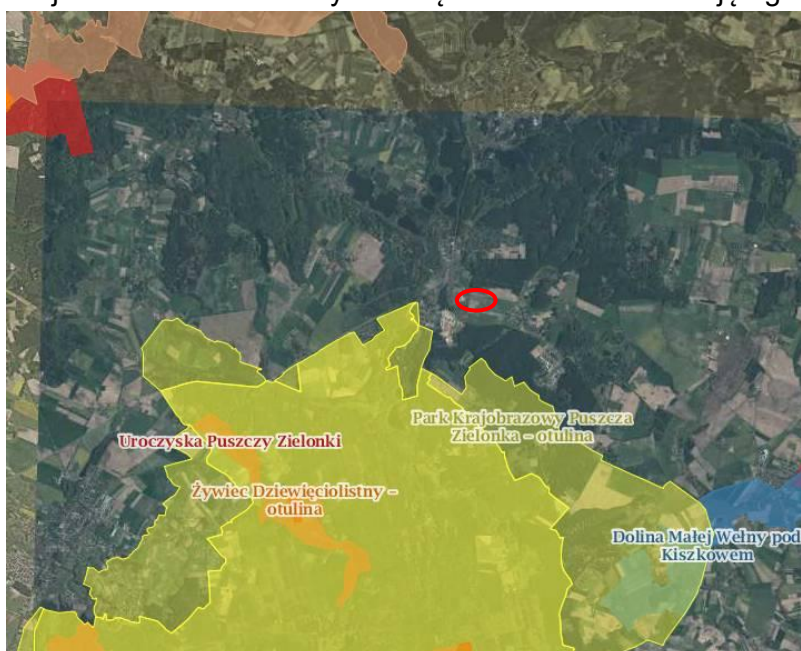 Park Krajobrazowy Puszcza
Zielonka – otulina
Uroczyska Puszczy Zielonki
Żywiec Dziewięciolistny –
otulina
Dolina Małej Wełny pod
Kiszkowem